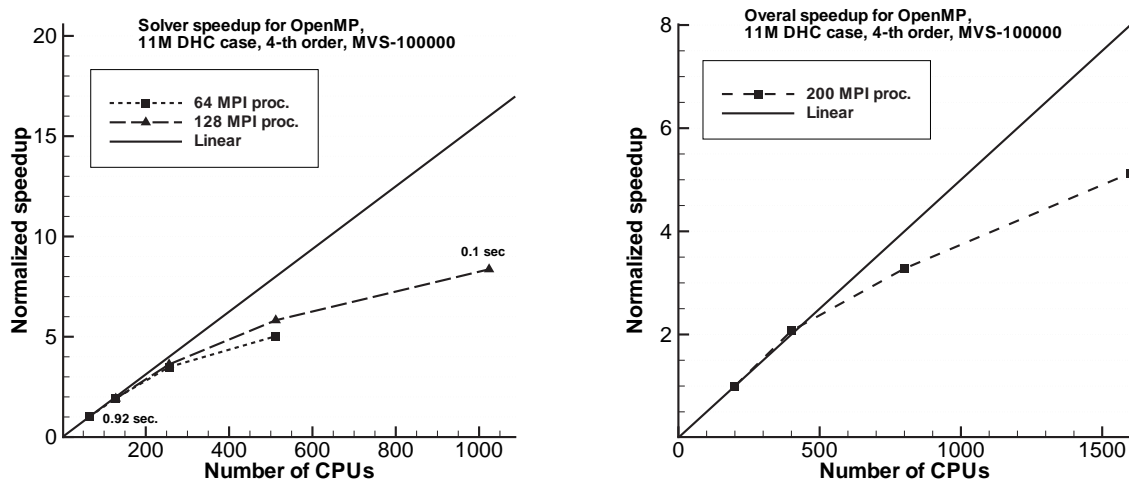 Solver speedup for OpenMP,
11M DHC case, 4-th order, MVS-100000
64 MPI proc.
128 MPI proc.
Linear
Normalized speedup
20
15
10
5
0
0.92 sec.
0.1 sec
200
400
600
800
1000
Number of CPUs
Overal speedup for OpenMP,
11M DHC case, 4-th order, MVS-100000
200 MPI proc.
Linear
Normalized speedup
8
6
4
2
0
0
500
1000
1500
Number of CPUs